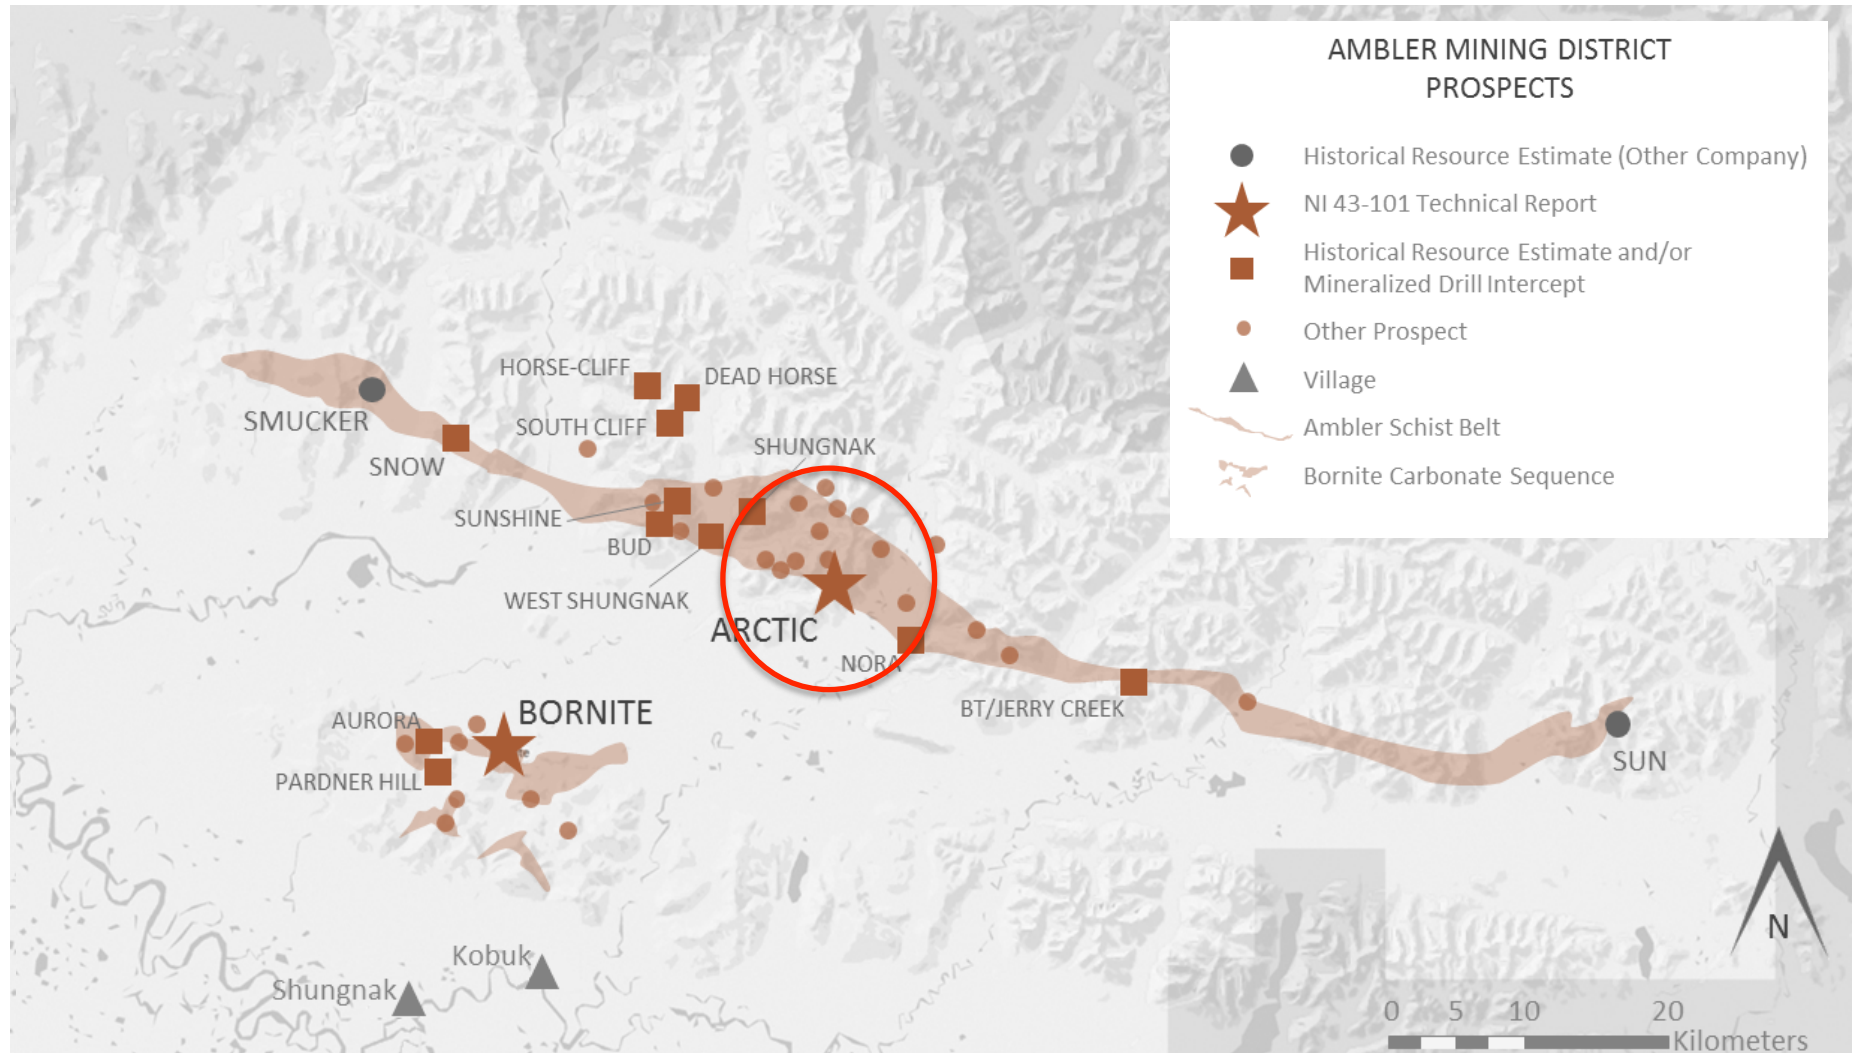 AMBLER MINING DISTRICT
PROSPECTS
Historical Resource Estimate (Other Company)
NI 43-101 Technical Report
Historical Resource Estimate and/or
Mineralized Drill Intercept
Other Prospect
Village
Ambler Schist Belt
Bornite Carbonate Sequence
HORSE-CLIFF
DEAD HORSE
SMUCKER
SOUTH CLIFF
SHUNGNAK
SNOW
SUNSHINE
BUD
WEST SHUNGNAK
ARCTIC
NORA
BORNITE
AURORA
BT/JERRY CREEK
SUN
PARDNER HILL
Kobuk
Shungnak
N
0 5 10 20
Kilometers